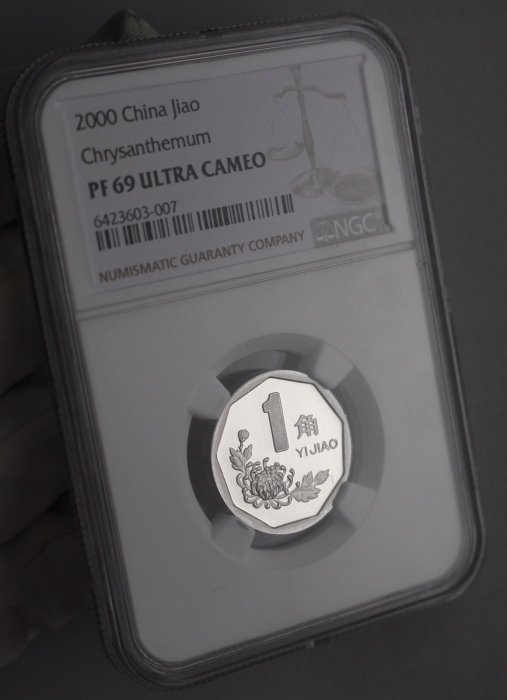 2000 China Jiao
Chrysanthemum
PF 69 ULTRA CAMEO
6423603-007
NUMISMATIC GUARANTY COMPANY
NGC
1 角
YI JIAO